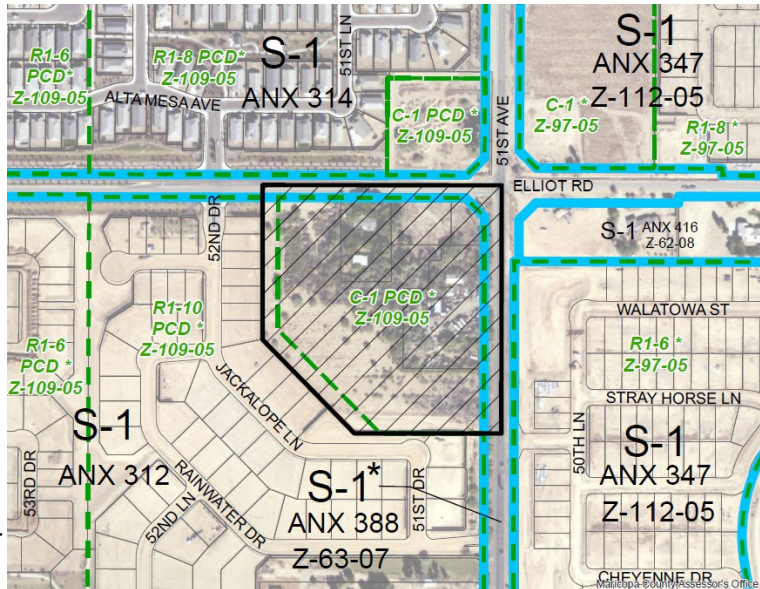 R1-6
PCD*
Z-109-05
R1-8 PCD*
Z-109-05
S-1
ANX 314
51ST LN
ALTA MESA AVE
C-1 PCD *
Z-109-05
51ST AVE
S-1
ANX 347
Z-112-05
C-1 *
Z-97-05
R1-8 *
Z-97-05
ELLIOT RD
52ND DR
S-1 ANX 416
Z-62-08
C-1 PCD *
Z-109-05
R1-10
PCD *
Z-109-05
R1-6
PCD *
Z-109-05
WALATOWA ST
R1-6 *
Z-97-05
JACKALOPE LN
STRAY HORSE LN
S-1
ANX 312
53RD DR
RAINWATER DR
52ND LN
S-1*
ANX 388
Z-63-07
51ST DR
50TH LN
S-1
ANX 347
Z-112-05
CHEYENNE DR
Maricopa County Assessor's Office